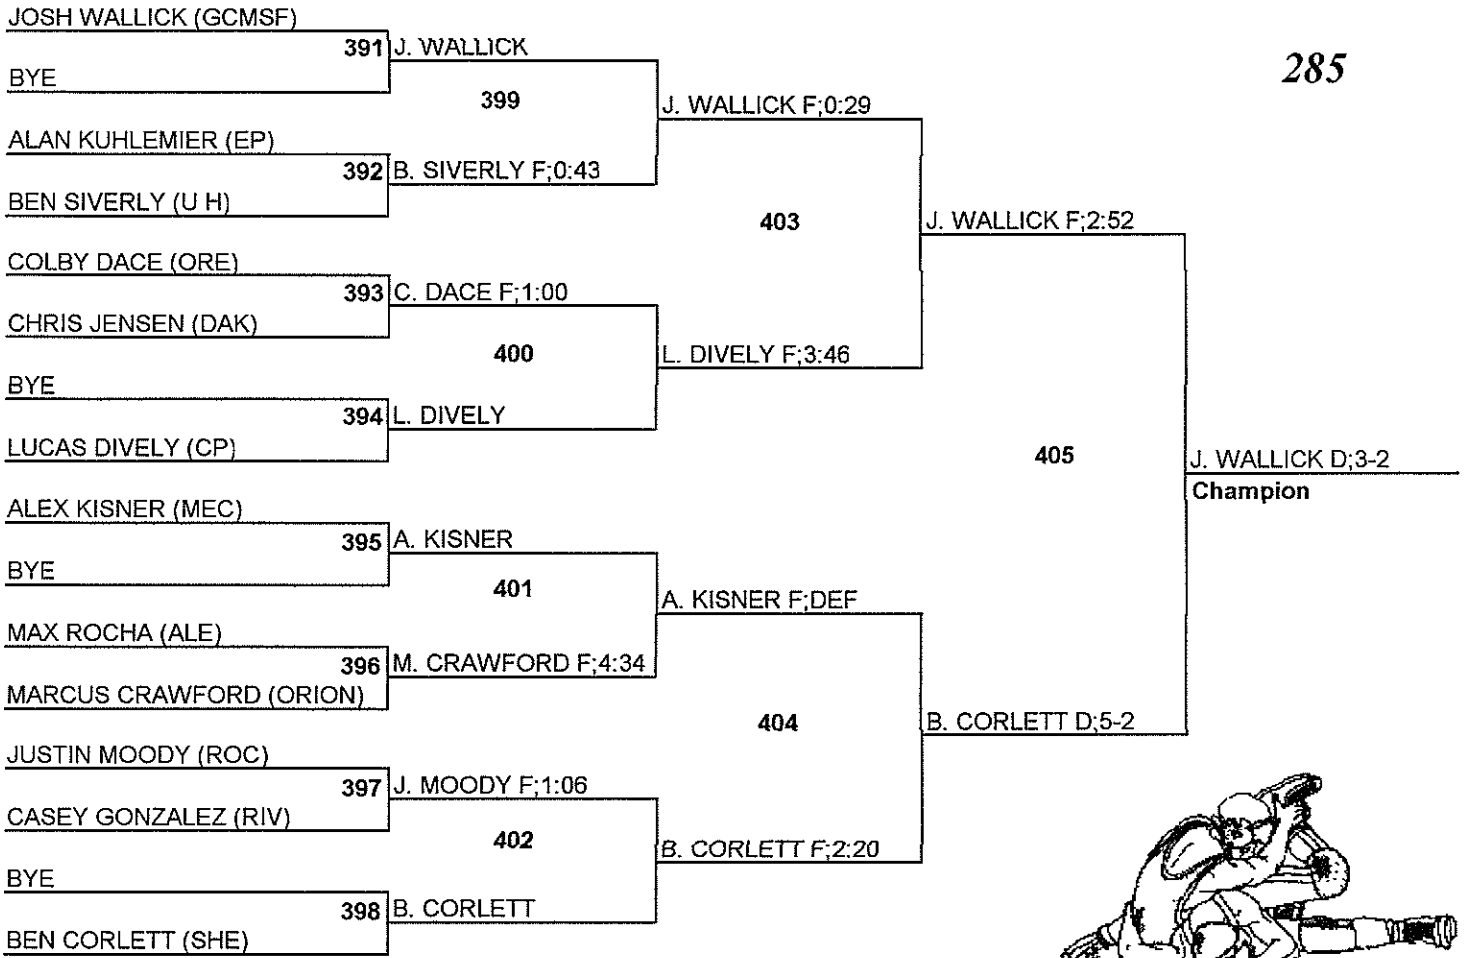 JOSH WALLICK (GCMSF)
391 J. WALLICK
BYE
285
399
J. WALLICK F;0:29
ALAN KUHLEMIER (EP)
392 B. SIVERLY F;0:43
BEN SIVERLY (U H)
403
J. WALLICK F;2:52
COLBY DACE (ORE)
393 C. DACE F;1:00
CHRIS JENSEN (DAK)
400
L. DIVELY F;3:46
BYE
394 L. DIVELY
LUCAS DIVELY (CP)
405
J. WALLICK D;3-2
Champion
ALEX KISNER (MEC)
395 A. KISNER
BYE
401
A. KISNER F;DEF
MAX ROCHA (ALE)
396 M. CRAWFORD F;4:34
MARCUS CRAWFORD (ORION)
404
B. CORLETT D;5-2
JUSTIN MOODY (ROC)
397 J. MOODY F;1:06
CASEY GONZALEZ (RIV)
402
B. CORLETT F;2:20
BYE
398 B. CORLETT
BEN CORLETT (SHE)